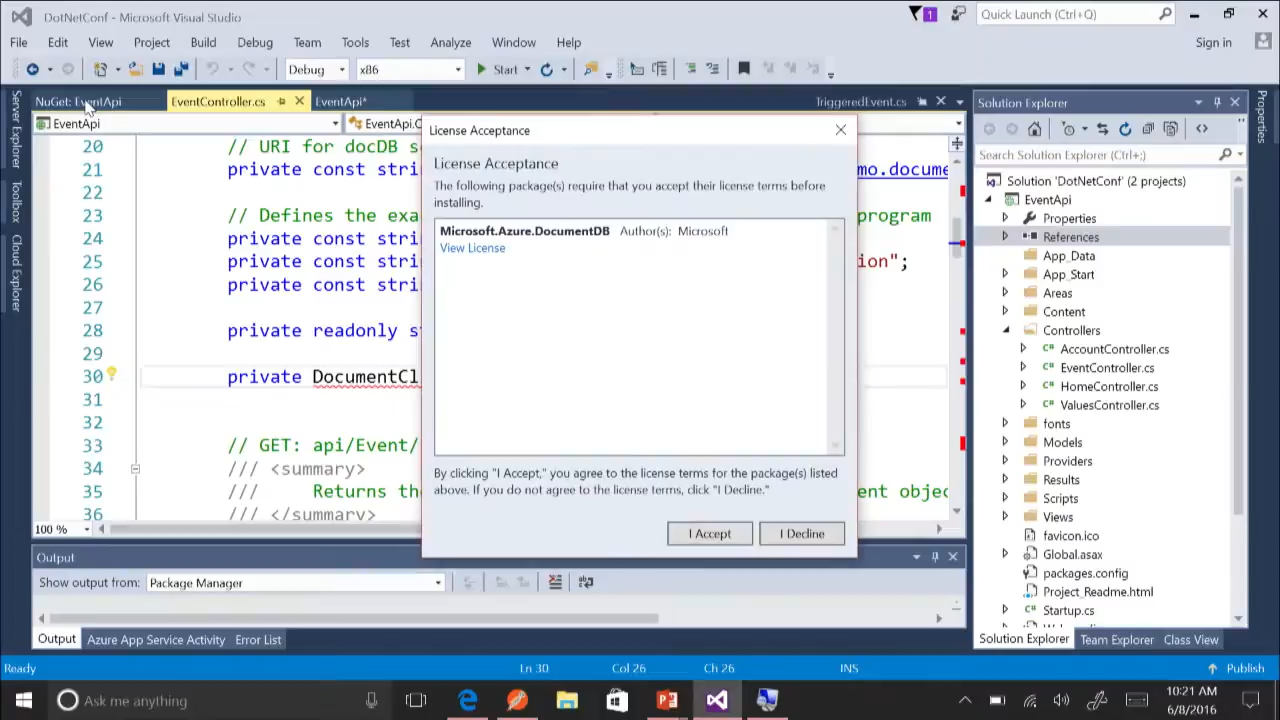 DotNetConf - Microsoft Visual Studio
1
Quick Launch (Ctrl+Q)
File Edit View Project Build Debug Team Tools Test Analyze Window Help
Sign in
Debug x86 Start
Server Explorer
Toolbox
Cloud Explorer
NuGet: EventApi EventController.cs EventApi* TriggeredEvent.cs
EventApi EventApi.C
20 // URI for docDB s
21 private const stri mo.docume
22
23 // Defines the exa program
24 private const stri
25 private const stri ion";
26 private const stri
27
28 private readonly s
29
30 private DocumentCl
31
32
33 // GET: api/Event/
34 /// <summary>
35 /// Returns the ent objec
36 /// </summary>
100 %
License Acceptance
License Acceptance
The following package(s) require that you accept their license terms before
installing.
Microsoft.Azure.DocumentDB Author(s): Microsoft
View License
By clicking "I Accept," you agree to the license terms for the package(s) listed
above. If you do not agree to the license terms, click "I Decline."
I Accept I Decline
Output
Show output from: Package Manager
Output Azure App Service Activity Error List
Solution Explorer
Search Solution Explorer (Ctrl+;)
Solution 'DotNetConf' (2 projects)
EventApi
Properties
References
App_Data
App_Start
Areas
Content
Controllers
C# AccountController.cs
C# EventController.cs
C# HomeController.cs
C# ValuesController.cs
fonts
Models
Providers
Results
Scripts
Views
favicon.ico
Global.asax
packages.config
Project_Readme.html
C# Startup.cs
Solution Explorer Team Explorer Class View
Properties
Ready Ln 30 Col 26 Ch 26 INS Publish
Ask me anything
10:21 AM
6/8/2016